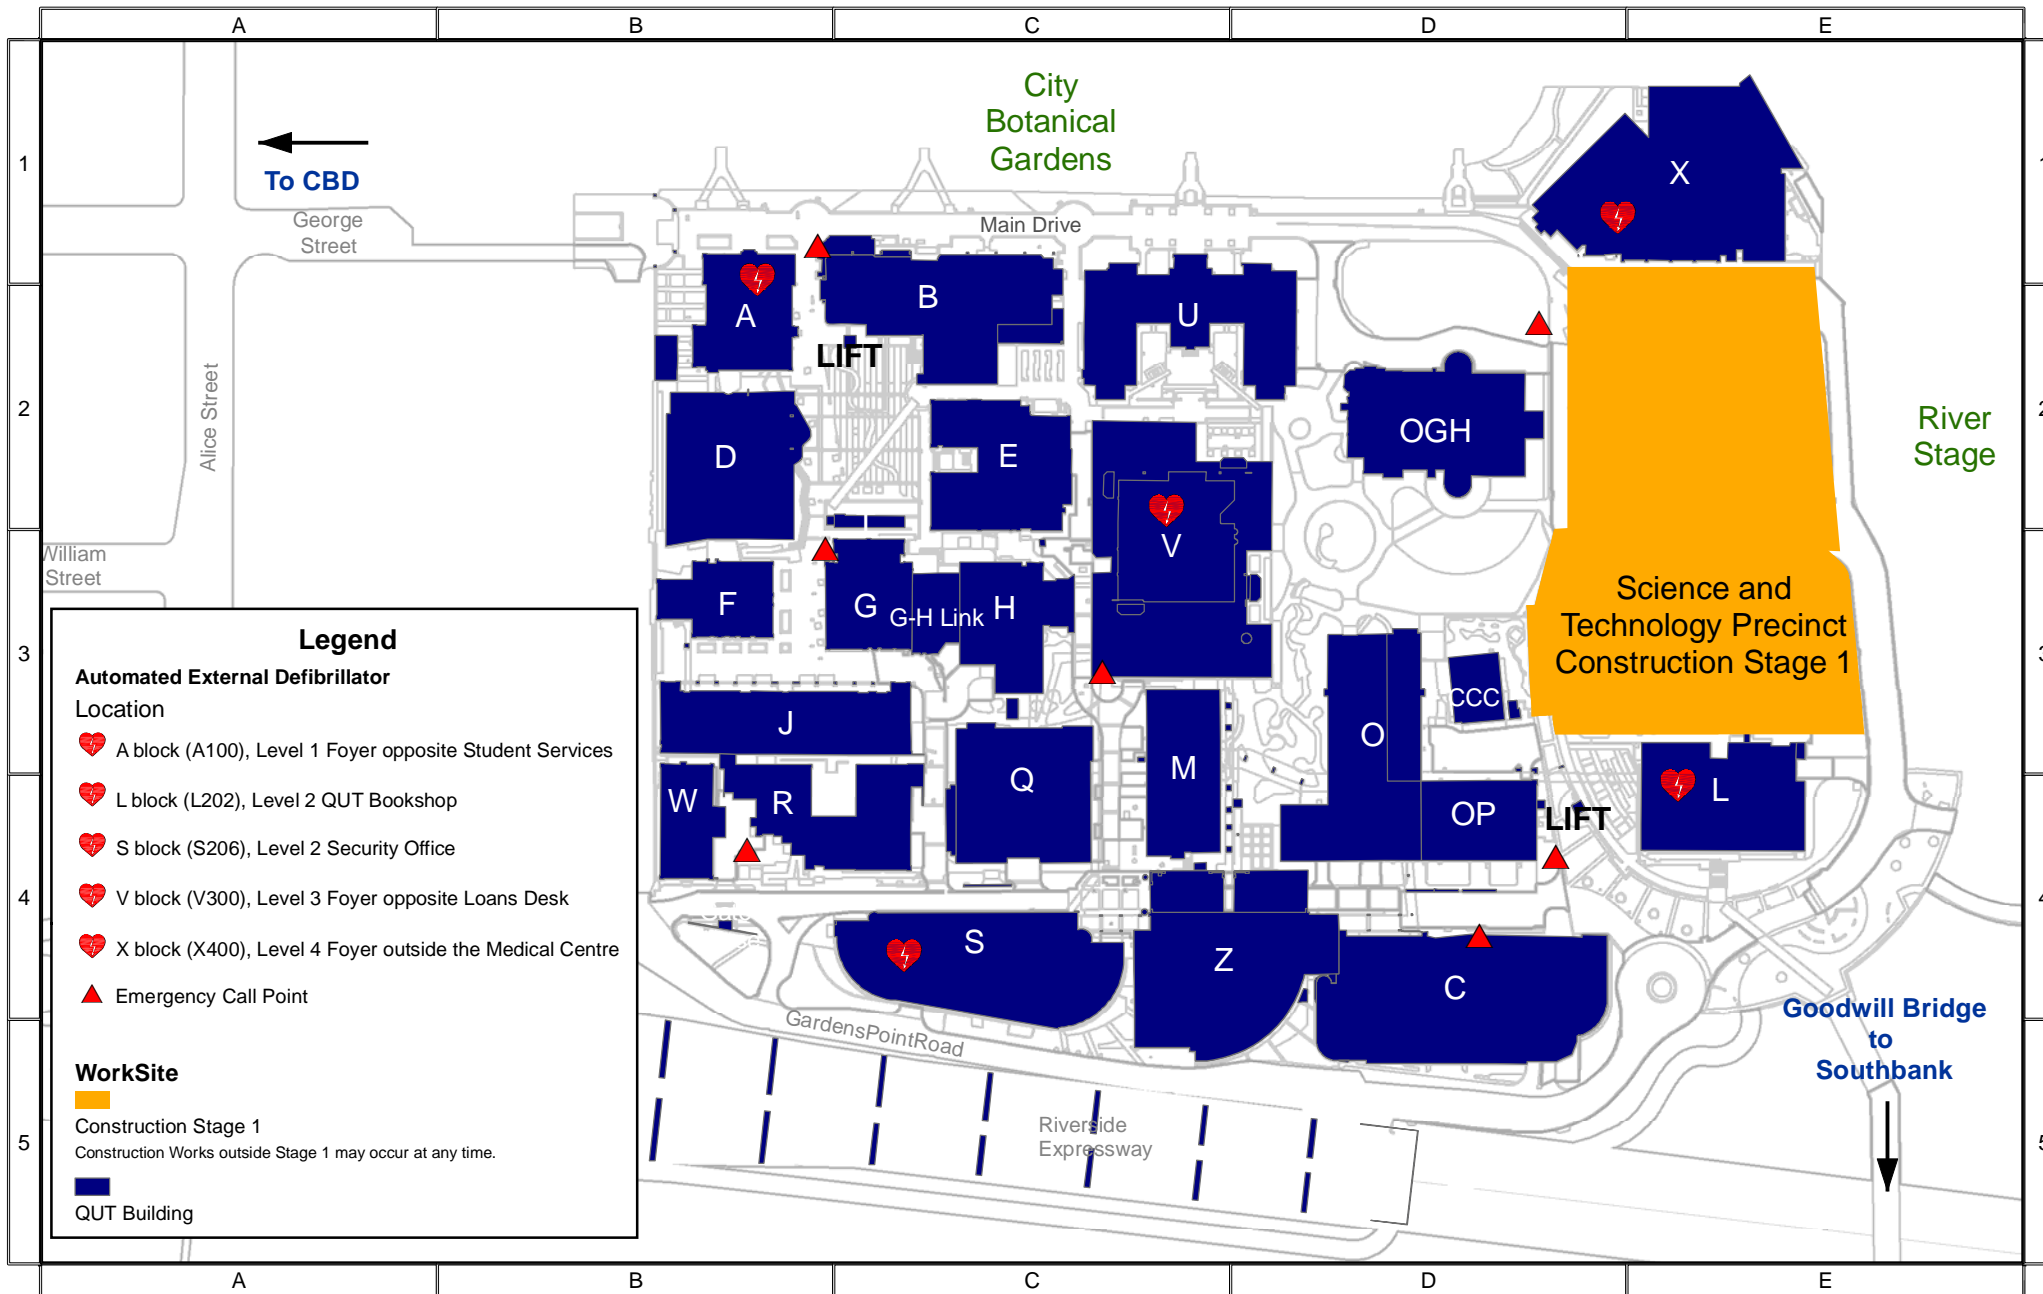 A B C D E
1
City
Botanical
Gardens
To CBD
George
Street
Main Drive
X
A
B
U
LIFT
2
Alice Street
D
E
OGH
River
Stage
V
William
Street
F
G
G-H Link
H
Science and
Technology Precinct
Construction Stage 1
3
J
CCC
O
Q
M
W
R
OP
LIFT
L
4
S
Z
C
GardensPointRoad
Goodwill Bridge
to
Southbank
Riverside
Expressway
5
Legend
Automated External Defibrillator
Location
A block (A100), Level 1 Foyer opposite Student Services
L block (L202), Level 2 QUT Bookshop
S block (S206), Level 2 Security Office
V block (V300), Level 3 Foyer opposite Loans Desk
X block (X400), Level 4 Foyer outside the Medical Centre
Emergency Call Point
WorkSite
Construction Stage 1
Construction Works outside Stage 1 may occur at any time.
QUT Building
A B C D E